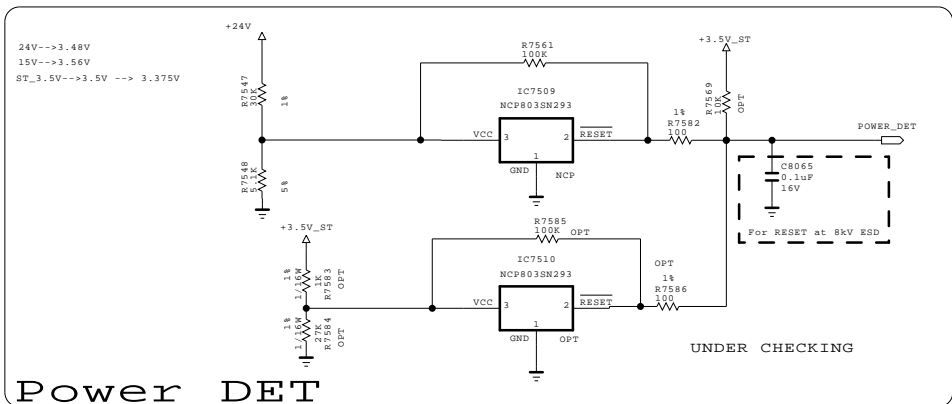 +24V
24V-->3.48V
15V-->3.56V
ST_3.5V-->3.5V --> 3.375V
R7547
30K
1%
R7548
5.1K
5%
R7561
100K
IC7509
NCP803SN293
VCC
3
2
RESET
1
GND
NCP
1%
R7582
100
+3.5V_ST
R7569
10K
OPT
POWER_DET
C8065
0.1uF
16V
For RESET at 8kV ESD
+3.5V_ST
1%
1/16W
1K
R7583
OPT
1%
1/16W
27K
R7584
OPT
R7585
100K
OPT
IC7510
NCP803SN293
VCC
3
2
RESET
1
GND
OPT
OPT
1%
R7586
100
UNDER CHECKING
Power DET